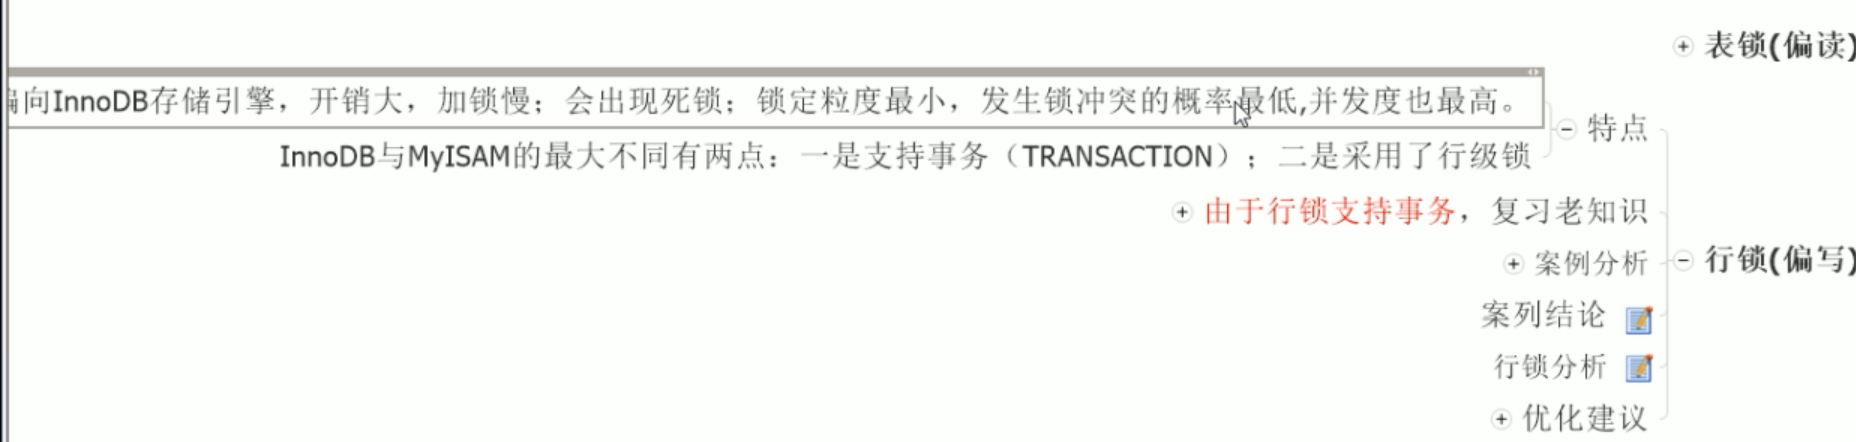 表锁(偏读)
偏向InnoDB存储引擎，开销大，加锁慢；会出现死锁；锁定粒度最小，发生锁冲突的概率最低,并发度也最高。
特点
InnoDB与MyISAM的最大不同有两点：一是支持事务（TRANSACTION）；二是采用了行级锁
由于行锁支持事务，复习老知识
行锁(偏写)
案例分析
案列结论
行锁分析
优化建议